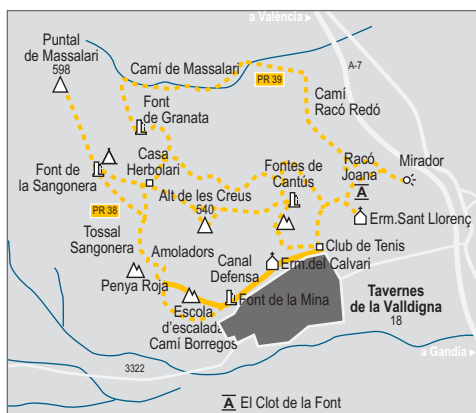 a València
Puntal
de Massalari
598
Camí de Massalari
A-7
PR 39
Camí
Racó Redó
Font
de Granata
Casa
Herbolari
Font de
la Sangonera
Fontes de
Cantús
Racó
Joana
Mirador
A
Alt de les Creus
540
PR 38
Erm.Sant Llorenç
Tossal
Sangonera
Amoladors
Canal
Defensa
Club de Tenis
Erm.del Calvari
Penya Roja
Font de la Mina
Tavernes
de la Valldigna
18
Escola
d'escalada
Camí Borregos
a Gandia
3322
A El Clot de la Font